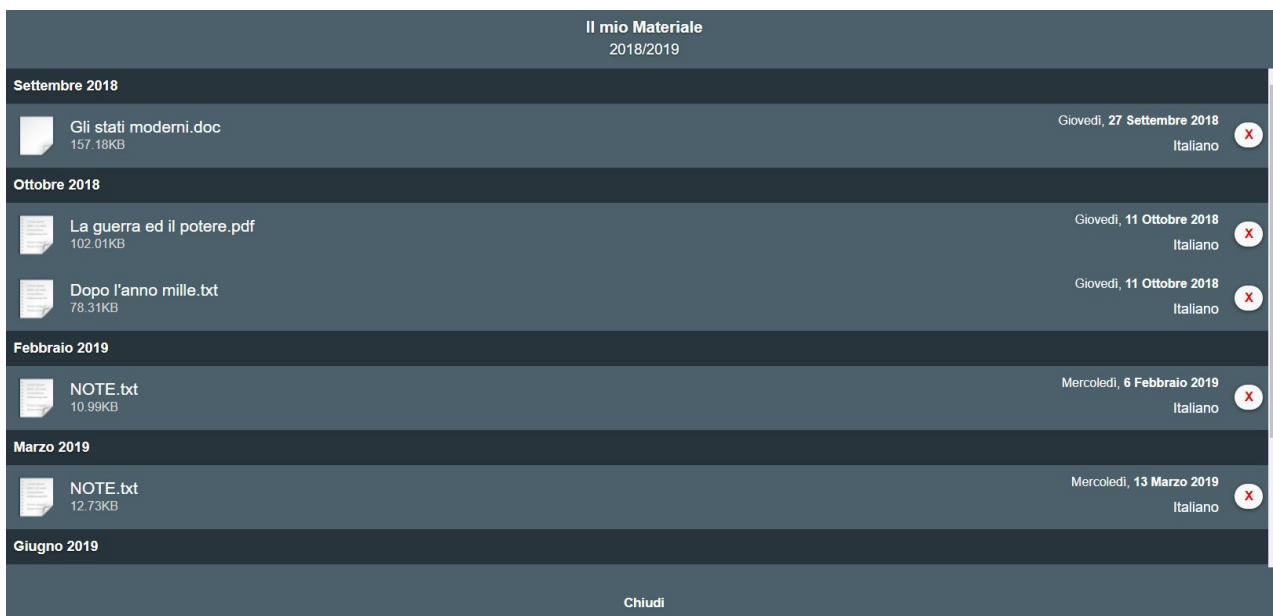 Il mio Materiale
2018/2019
Settembre 2018
Gli stati moderni.doc
157.18KB
Giovedì, 27 Settembre 2018
Italiano
X
Ottobre 2018
La guerra ed il potere.pdf
102.01KB
Giovedì, 11 Ottobre 2018
Italiano
X
Dopo l'anno mille.txt
78.31KB
Giovedì, 11 Ottobre 2018
Italiano
X
Febbraio 2019
NOTE.txt
10.99KB
Mercoledì, 6 Febbraio 2019
Italiano
X
Marzo 2019
NOTE.txt
12.73KB
Mercoledì, 13 Marzo 2019
Italiano
X
Giugno 2019
Chiudi